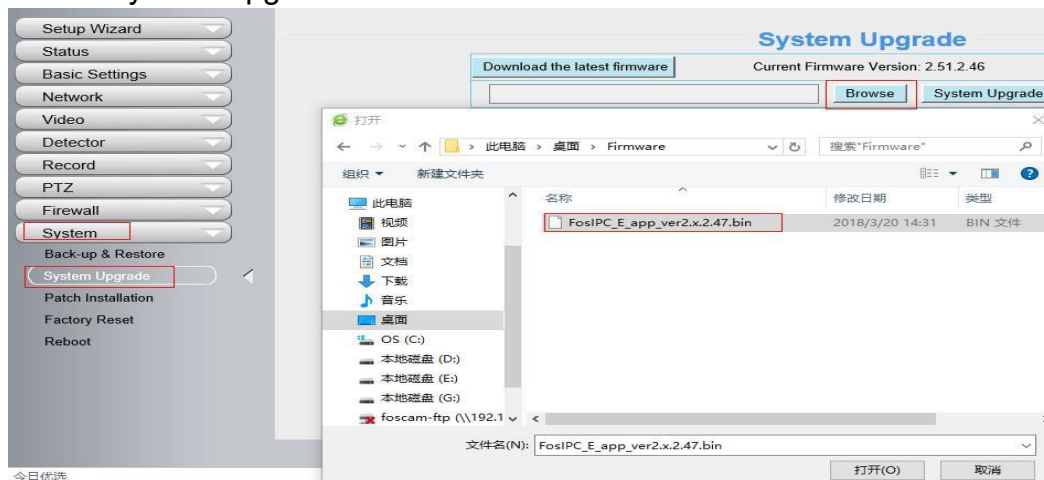 Setup Wizard
Status
Basic Settings
Network
Video
Detector
Record
PTZ
Firewall
System
Back-up & Restore
System Upgrade
Patch Installation
Factory Reset
Reboot
System Upgrade
Download the latest firmware
Current Firmware Version: 2.51.2.46
Browse
System Upgrade
打开
此电脑 › 桌面 › Firmware
搜索"Firmware"
组织
新建文件夹
名称
修改日期
类型
此电脑
视频
图片
文档
下载
音乐
桌面
OS (C:)
本地磁盘 (D:)
本地磁盘 (E:)
本地磁盘 (G:)
foscam-ftp (\\192.1
FosIPC_E_app_ver2.x.2.47.bin
2018/3/20 14:31
BIN 文件
文件名(N):
FosIPC_E_app_ver2.x.2.47.bin
打开(O)
取消
今日优选